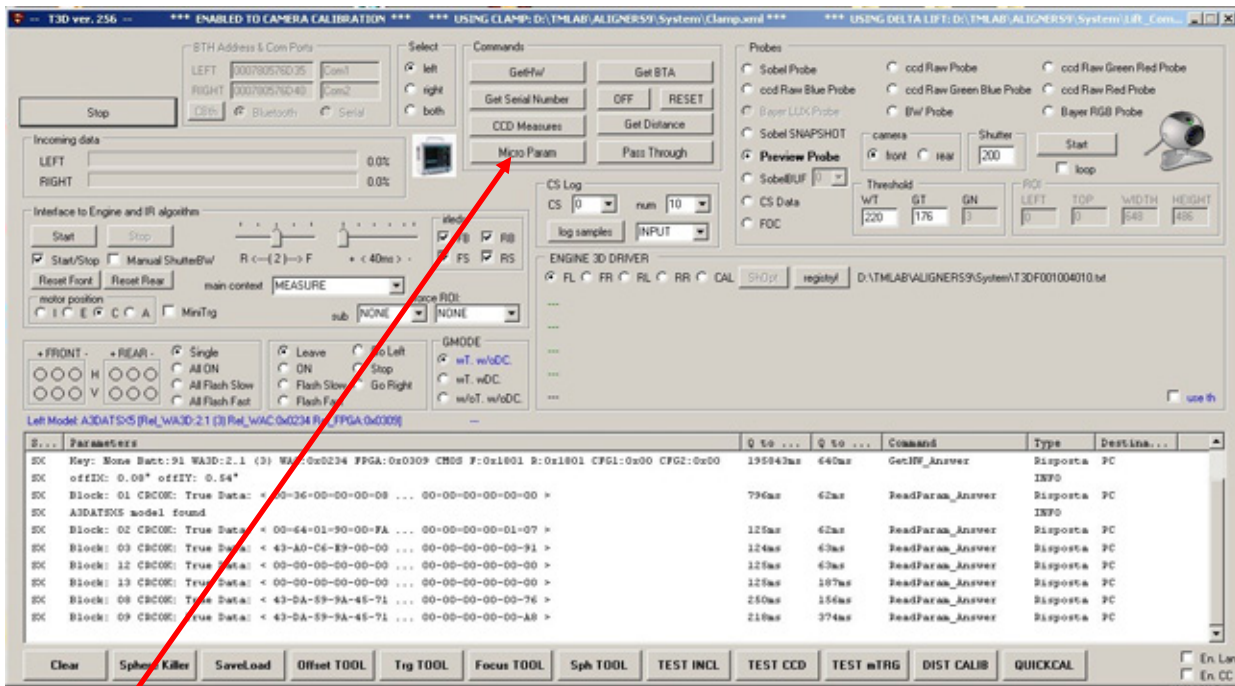 T3D ver. 256 -- *** ENABLED TO CAMERA CALIBRATION *** *** USING CLAMP: D:\TMLAB\ALIGNERS9\System\Clamp.xml *** *** USING DELTA LIFT: D:\TMLAB\ALIGNERS9\System\Lift_Com...
BTH Address & Com Ports
LEFT 000780576D35 Com1
RIGHT 000780576D40 Com2
Bluetooth Serial
Stop
Select
left
right
both
Commands
GetHW Get BTA
Get Serial Number OFF RESET
CCD Measures Get Distance
Micro Param Pass Through
Probes
Sobel Probe ccd Raw Probe ccd Raw Green Red Probe
ccd Raw Blue Probe ccd Raw Green Blue Probe ccd Raw Red Probe
Bayer LUX Probe BW Probe Bayer RGB Probe
Sobel SNAPSHOT
Preview Probe
SobelBUF 0
CS Data
FOC
camera
front rear
Shutter
200
Start
loop
Threshold
WT GT GN
220 176 3
ROI
LEFT TOP WIDTH HEIGHT
0 0 648 486
Incoming data
LEFT 0.0%
RIGHT 0.0%
CS Log
CS 0 num 10
log samples INPUT
Interface to Engine and IR algorithm
Start Stop
Start/Stop Manual Shutter
R <--( 2 )--> F + < 40ms > -
Reset Front Reset Rear main context MEASURE
motor position
I E C A MiniTrg
sub NONE
Force ROI:
NONE
FB RB
FS RS
ENGINE 3D DRIVER
FL FR RL RR CAL ShOpt registry! D:\TMLAB\ALIGNERS9\System\T3DF001004010.txt
---
---
---
---
---
use th
+ FRONT - + REAR -
H
V
Single
All ON
All Flash Slow
All Flash Fast
Leave Go Left
ON Stop
Flash Slow Go Right
Flash Fast
GMODE
wT. w/oDC.
wT. wDC.
w/oT. w/oDC.
Left Model: A3DATSX5 [Rel_WA3D:2.1 (3) Rel_WAC:0x0234 Rel_FPGA:0x0309] --
S... Parameters Q to ... Q to ... Command Type Destina...
SX Key: None Batt:91 WA3D:2.1 (3) WAC:0x0234 FPGA:0x0309 CMOS F:0x1801 R:0x1801 CFG1:0x00 CFG2:0x00 195843ms 640ms GetHW_Answer Risposta PC
SX offIX: 0.08° offIY: 0.54° INFO
SX Block: 01 CRCOK: True Data: < 00-36-00-00-00-08 ... 00-00-00-00-00-00 > 796ms 62ms ReadParam_Answer Risposta PC
SX A3DATSX5 model found INFO
SX Block: 02 CRCOK: True Data: < 00-64-01-90-00-FA ... 00-00-00-00-01-07 > 125ms 62ms ReadParam_Answer Risposta PC
SX Block: 03 CRCOK: True Data: < 43-A0-C6-E9-00-00 ... 00-00-00-00-00-91 > 124ms 63ms ReadParam_Answer Risposta PC
SX Block: 12 CRCOK: True Data: < 00-00-00-00-00-00 ... 00-00-00-00-00-00 > 125ms 63ms ReadParam_Answer Risposta PC
SX Block: 13 CRCOK: True Data: < 00-00-00-00-00-00 ... 00-00-00-00-00-00 > 125ms 187ms ReadParam_Answer Risposta PC
SX Block: 08 CRCOK: True Data: < 43-DA-59-9A-45-71 ... 00-00-00-00-00-76 > 250ms 156ms ReadParam_Answer Risposta PC
SX Block: 09 CRCOK: True Data: < 43-DA-59-9A-45-71 ... 00-00-00-00-00-A8 > 218ms 374ms ReadParam_Answer Risposta PC
Clear Sphere Killer SaveLoad Offset TOOL Trg TOOL Focus TOOL Sph TOOL TEST INCL TEST CCD TEST mTRG DIST CALIB QUICKCAL
En. Lan
En. CC